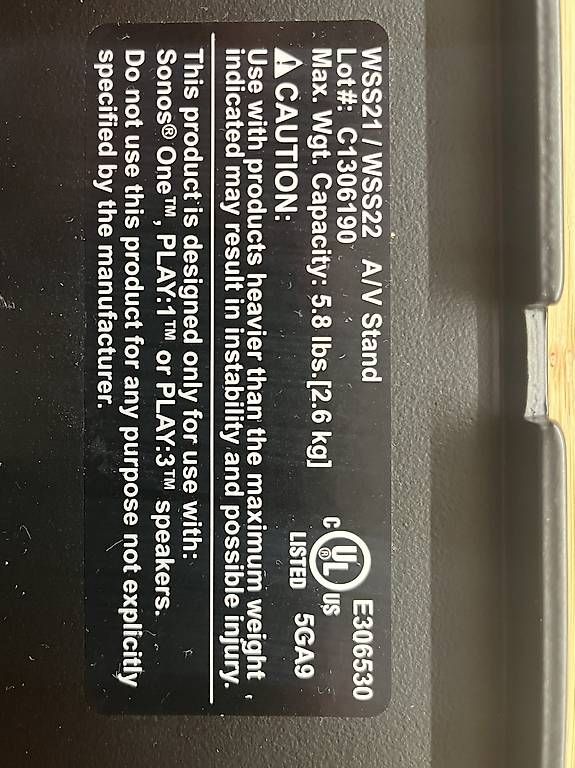 WSS21 / WSS22 A/V Stand E306530
Lot#: C1306190
Max. Wgt. Capacity: 5.8 lbs.[2.6 kg]
C UL® US
LISTED 5GA9
⚠CAUTION:
Use with products heavier than the maximum weight
indicated may result in instability and possible injury.
This product is designed only for use with:
Sonos® One™, PLAY:1™ or PLAY:3™ speakers.
Do not use this product for any purpose not explicitly
specified by the manufacturer.